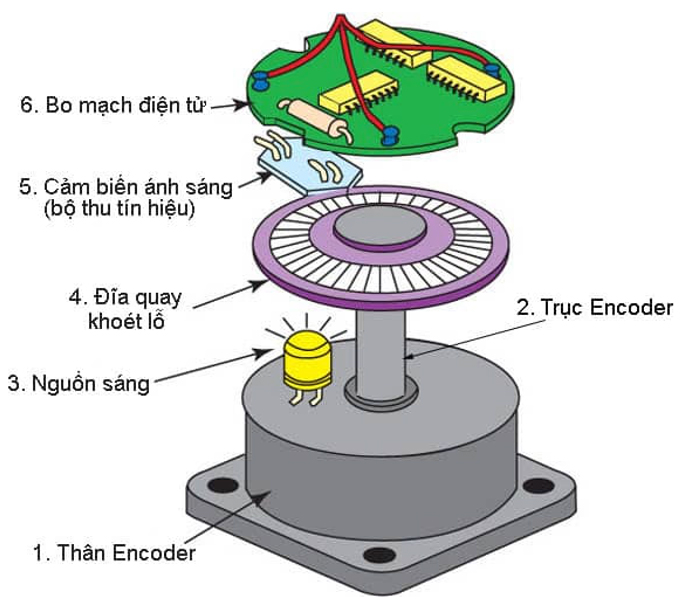 6. Bo mạch điện tử
5. Cảm biến ánh sáng
(bộ thu tín hiệu)
4. Đĩa quay
khoét lỗ
2. Trục Encoder
3. Nguồn sáng
1. Thân Encoder